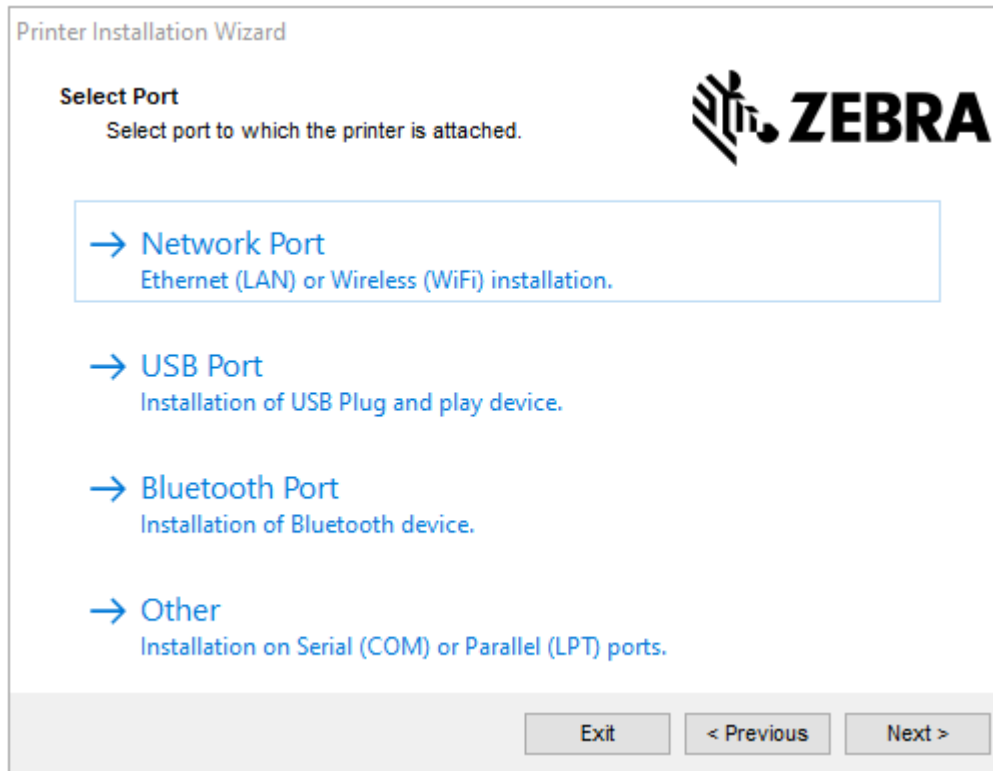 Printer Installation Wizard
Select Port
Select port to which the printer is attached.
ZEBRA
Network Port
Ethernet (LAN) or Wireless (WiFi) installation.
USB Port
Installation of USB Plug and play device.
Bluetooth Port
Installation of Bluetooth device.
Other
Installation on Serial (COM) or Parallel (LPT) ports.
Exit
< Previous
Next >